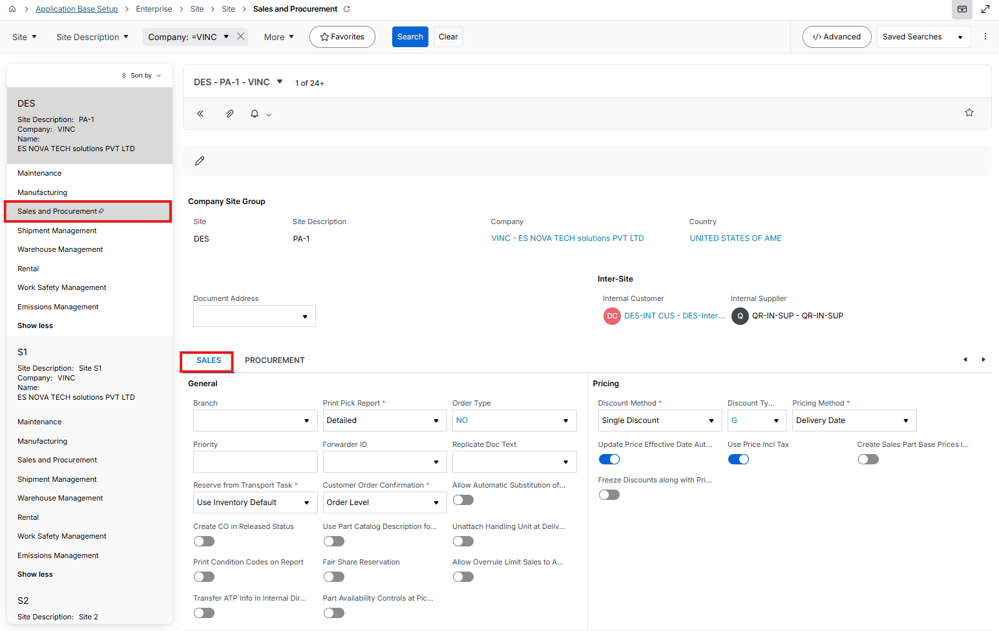 Application Base Setup > Enterprise > Site > Site > Sales and Procurement
Site Site Description Company: =VINC More Favorites Search Clear </> Advanced Saved Searches
Sort by
DES
Site Description: PA-1
Company: VINC
Name:
ES NOVA TECH solutions PVT LTD
Maintenance
Manufacturing
Sales and Procurement
Shipment Management
Warehouse Management
Rental
Work Safety Management
Emissions Management
Show less
S1
Site Description: Site S1
Company: VINC
Name:
ES NOVA TECH solutions PVT LTD
Maintenance
Manufacturing
Sales and Procurement
Shipment Management
Warehouse Management
Rental
Work Safety Management
Emissions Management
Show less
S2
Site Description: Site 2
DES - PA-1 - VINC 1 of 24+
Company Site Group
Site Site Description Company Country
DES PA-1 VINC - ES NOVA TECH solutions PVT LTD UNITED STATES OF AME
Inter-Site
Document Address Internal Customer Internal Supplier
DC DES-INT CUS - DES-Inter... Q QR-IN-SUP - QR-IN-SUP
SALES PROCUREMENT
General
Branch Print Pick Report * Order Type
Detailed NO
Priority Forwarder ID Replicate Doc Text
Reserve from Transport Task * Customer Order Confirmation * Allow Automatic Substitution of...
Use Inventory Default Order Level
Create CO in Released Status Use Part Catalog Description fo... Unattach Handling Unit at Deliv...
Print Condition Codes on Report Fair Share Reservation Allow Overrule Limit Sales to A...
Transfer ATP Info in Internal Dir... Part Availability Controls at Pic...
Pricing
Discount Method * Discount Ty... Pricing Method *
Single Discount G Delivery Date
Update Price Effective Date Aut... Use Price Incl Tax Create Sales Part Base Prices i...
Freeze Discounts along with Pri...